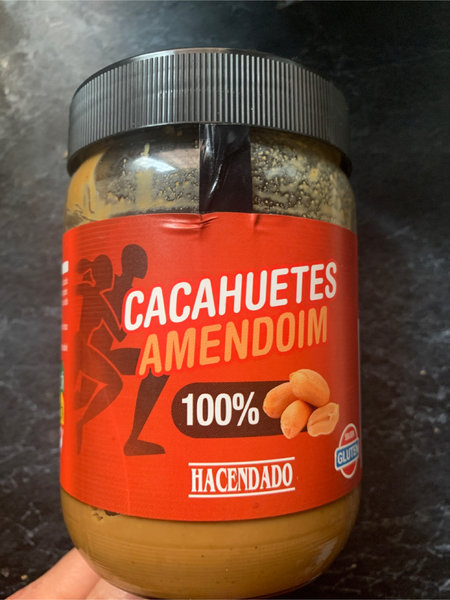 CACAHUETES
AMENDOIM
100%
HACENDADO
GLUTEN